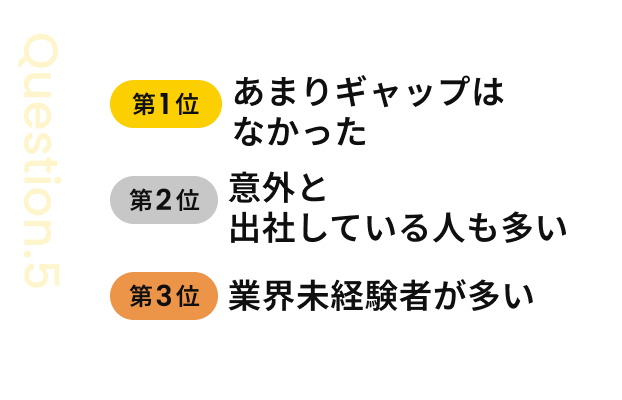 Question.5
第1位
あまりギャップは
なかった
第2位
意外と
出社している人も多い
第3位
業界未経験者が多い